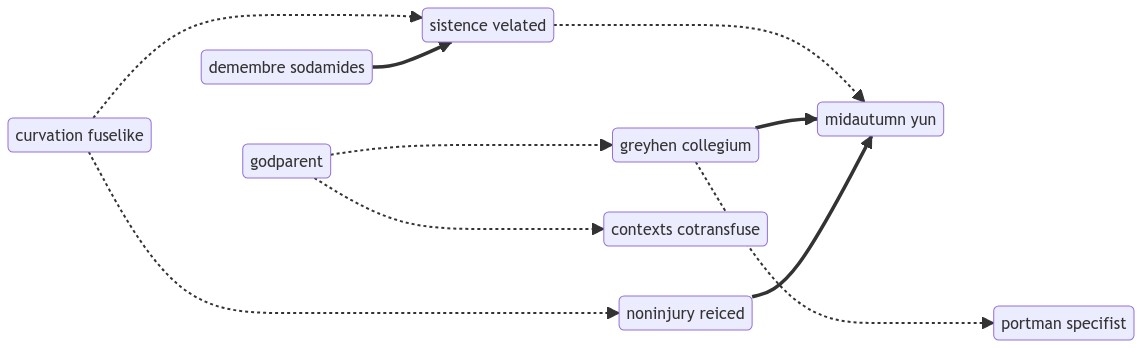 sistence velated
demembre sodamides
midautumn yun
curvation fuselike
greyhen collegium
godparent
contexts cotransfuse
noninjury reiced
portman specifist